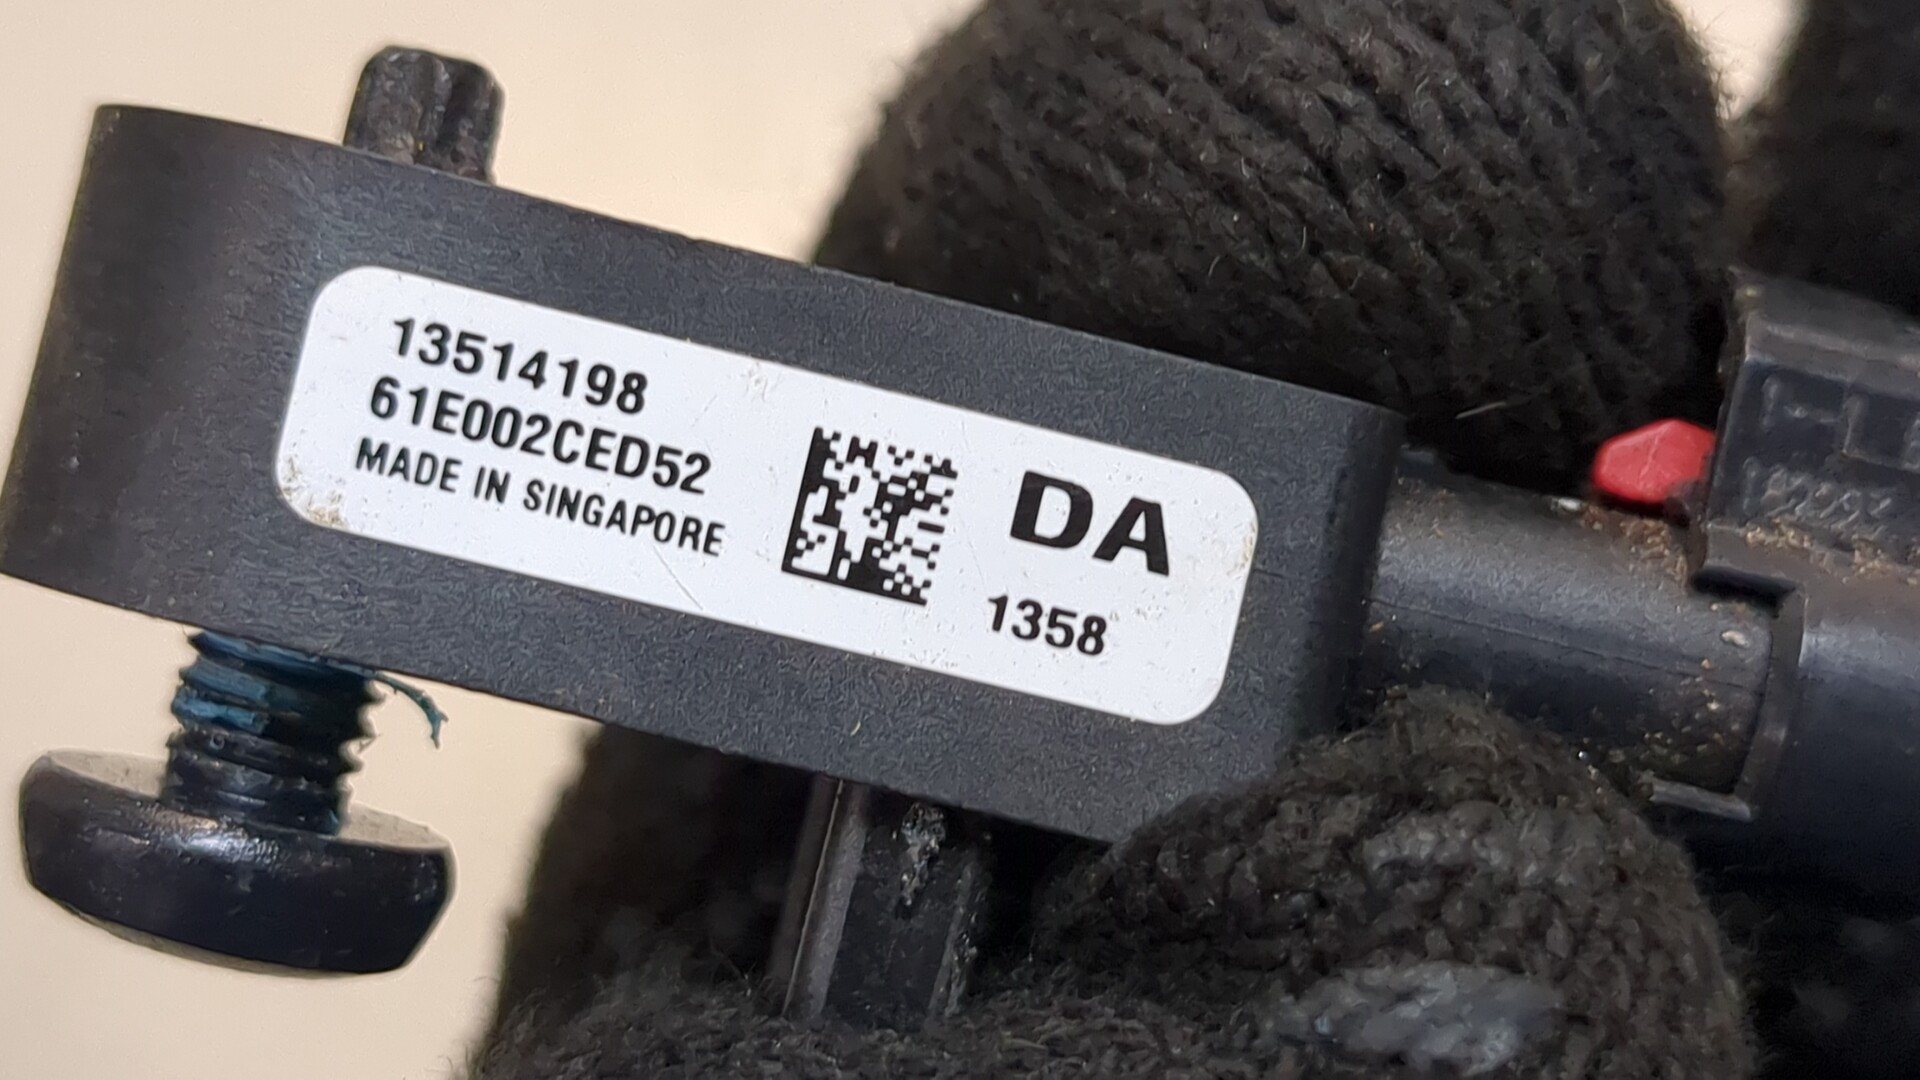 13514198
61E002CED52
MADE IN SINGAPORE
DA
1358